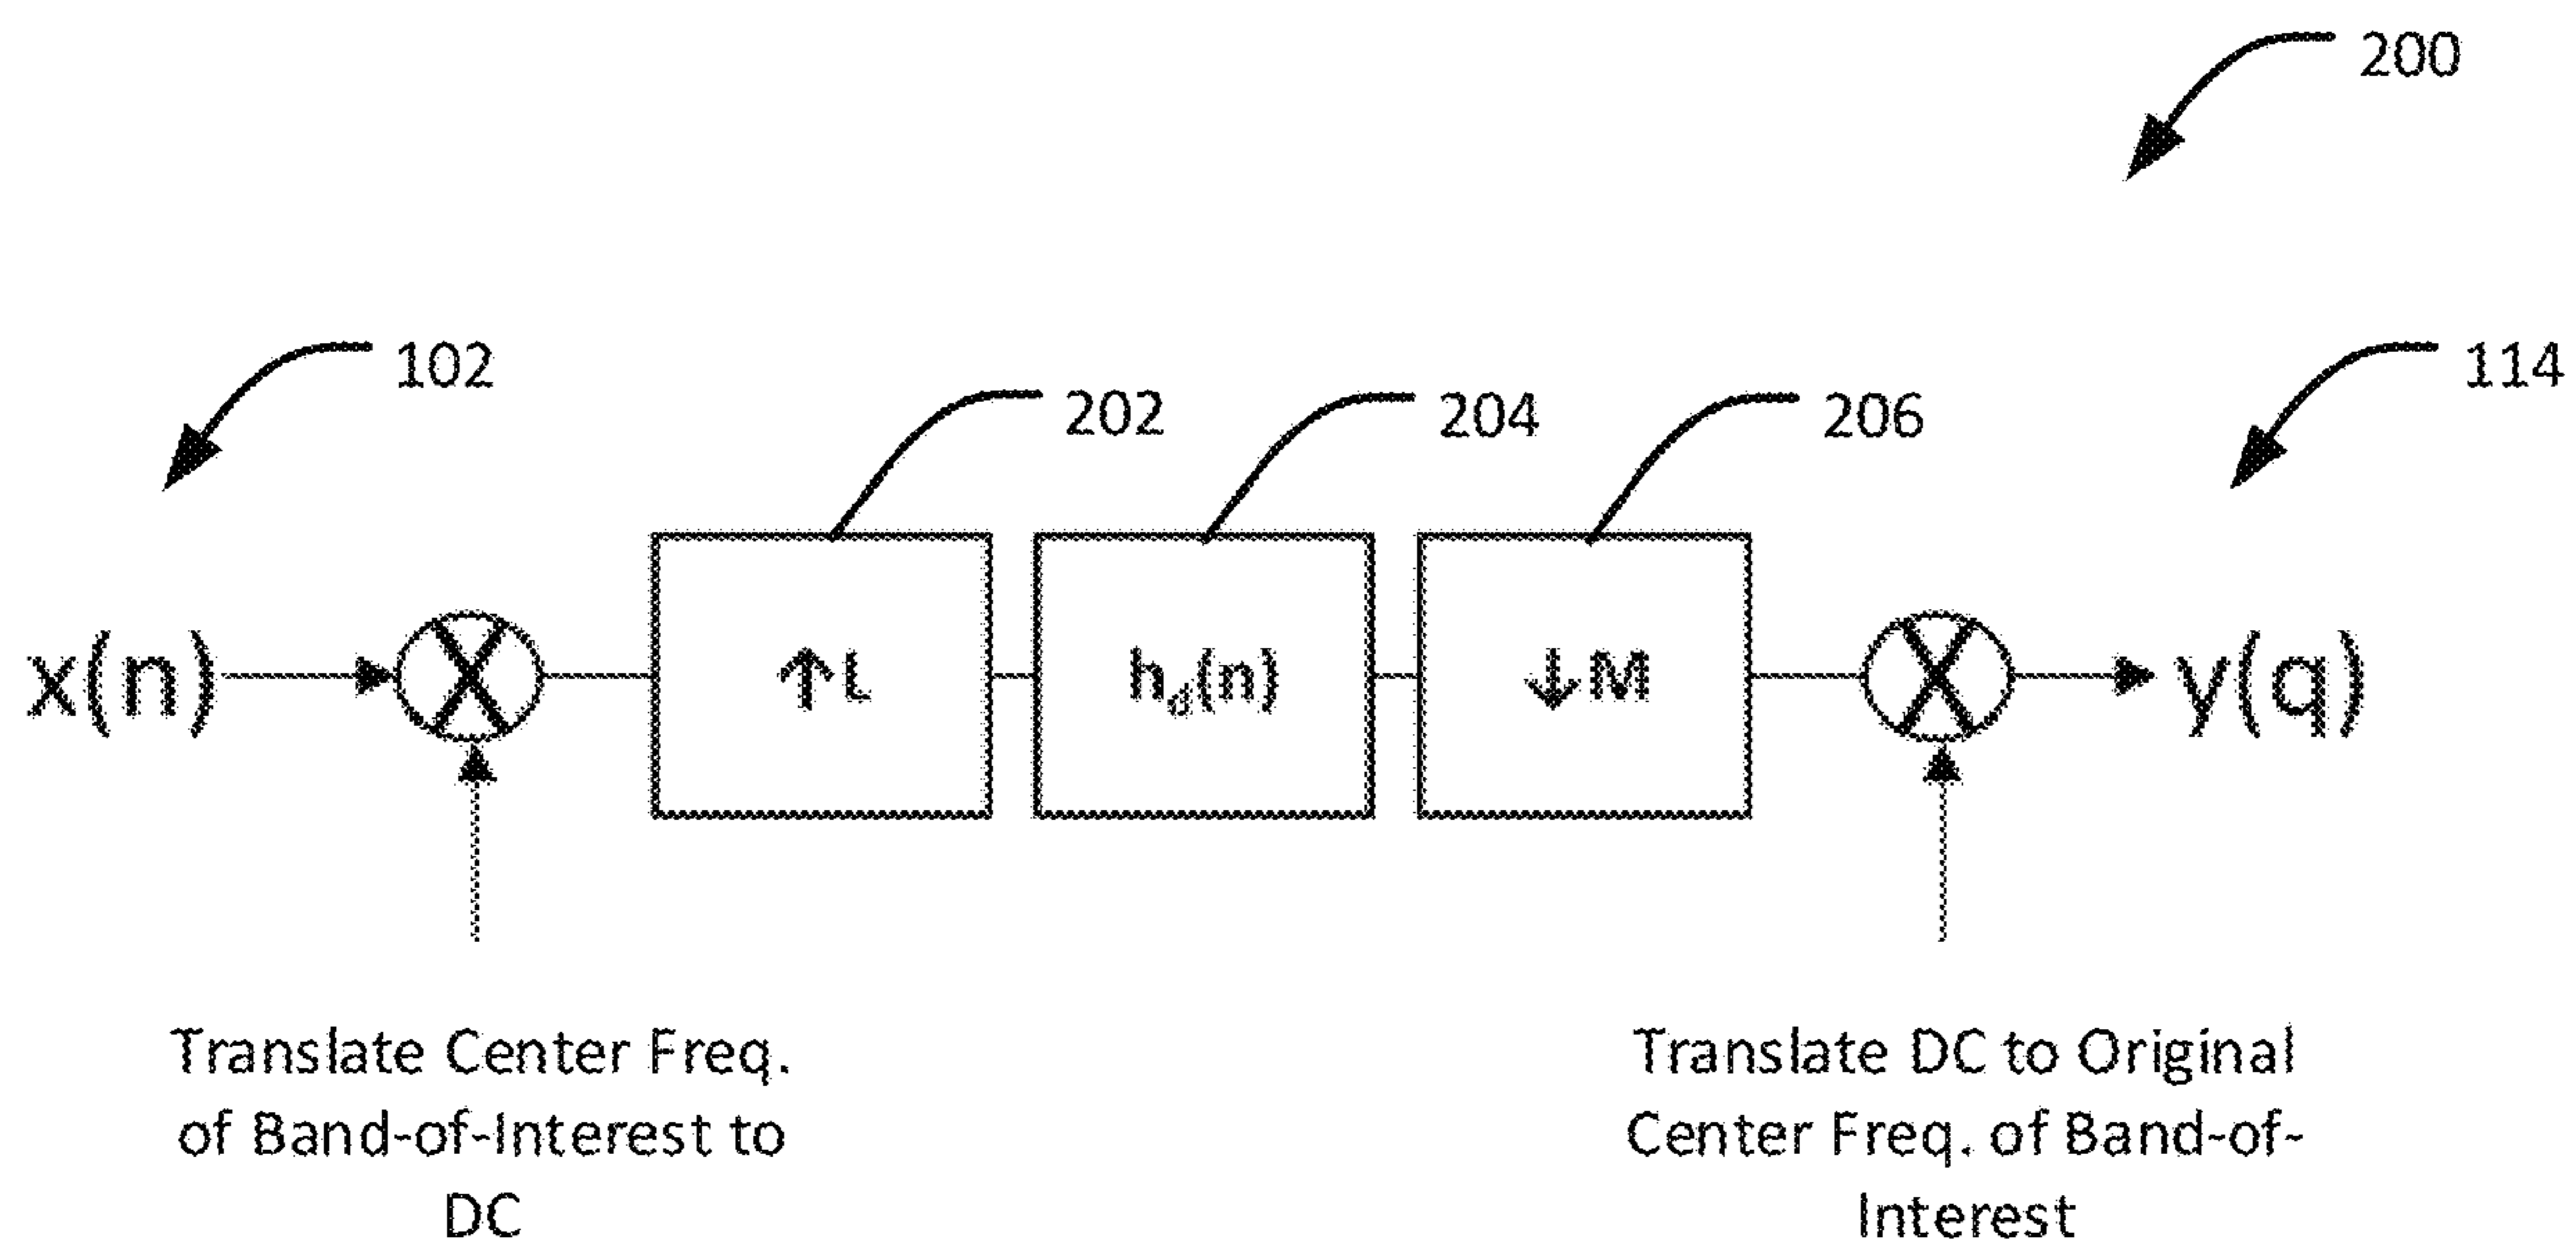 200
102
114
202
204
206
x(n)
↑L
h_d(n)
↓M
y(q)
Translate Center Freq.
of Band-of-Interest to
DC
Translate DC to Original
Center Freq. of Band-of-
Interest